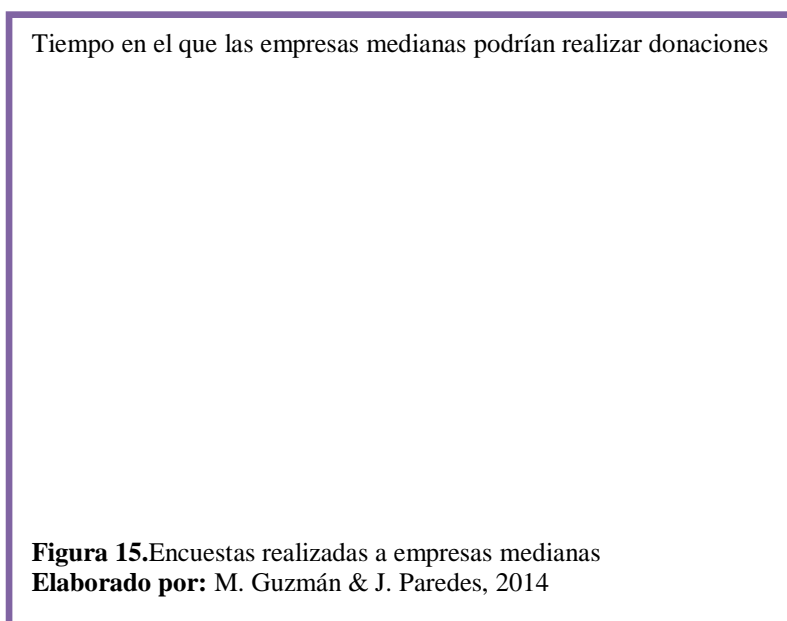 Tiempo en el que las empresas medianas podrían realizar donaciones
Figura 15.Encuestas realizadas a empresas medianas
Elaborado por: M. Guzmán & J. Paredes, 2014